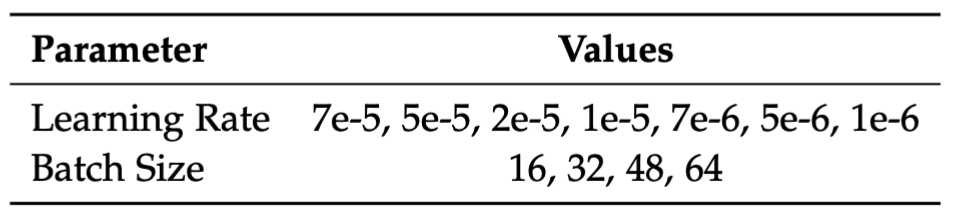 Parameter Values
Learning Rate 7e-5, 5e-5, 2e-5, 1e-5, 7e-6, 5e-6, 1e-6
Batch Size 16, 32, 48, 64